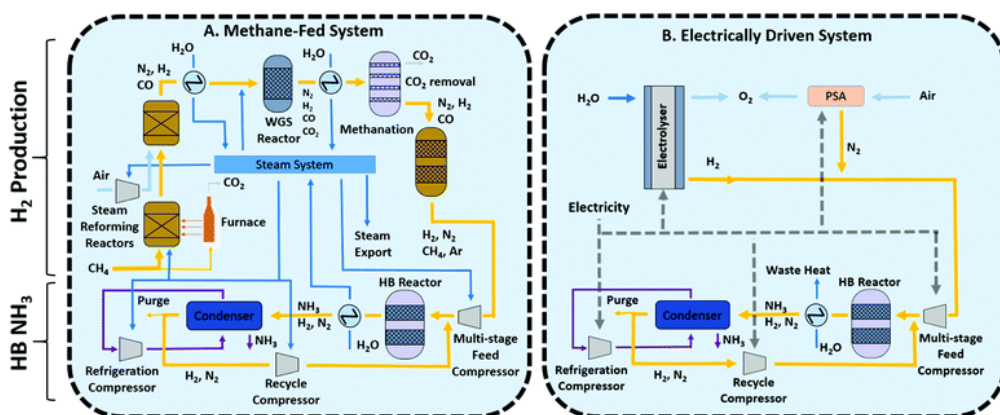 A. Methane-Fed System
H₂O
H₂O
CO₂
N₂, H₂
CO
CO₂ removal
WGS
Reactor
N₂
H₂
CO
CO₂
Methanation
N₂, H₂
CO
Steam System
Air
CO₂
Steam
Reforming
Reactors
Furnace
Steam
Export
H₂, N₂
CH₄, Ar
CH₄
H₂ Production
HB NH₃
Purge
Condenser
NH₃
H₂, N₂
HB Reactor
NH₃
H₂O
Multi-stage
Feed
Compressor
Refrigeration
Compressor
H₂, N₂
Recycle
Compressor
B. Electrically Driven System
H₂O
Electrolyser
O₂
PSA
Air
N₂
H₂
Electricity
Waste Heat
HB Reactor
Purge
Condenser
NH₃
H₂, N₂
NH₃
H₂O
Multi-stage
Feed
Compressor
Refrigeration
Compressor
H₂, N₂
Recycle
Compressor